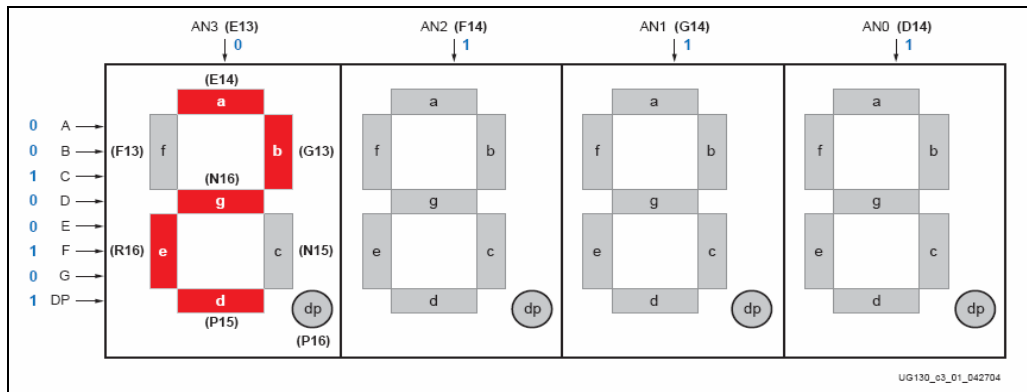 AN3 (E13) AN2 (F14) AN1 (G14) AN0 (D14)
0 1 1 1
(E14)
a a a a
0 A
0 B (F13) f b (G13) f b f b f b
1 C
(N16)
0 D g g g g
0 E
1 F (R16) e c (N15) e c e c e c
0 G
1 DP d dp d dp d dp d dp
(P15)
(P16)
UG130_c3_01_042704